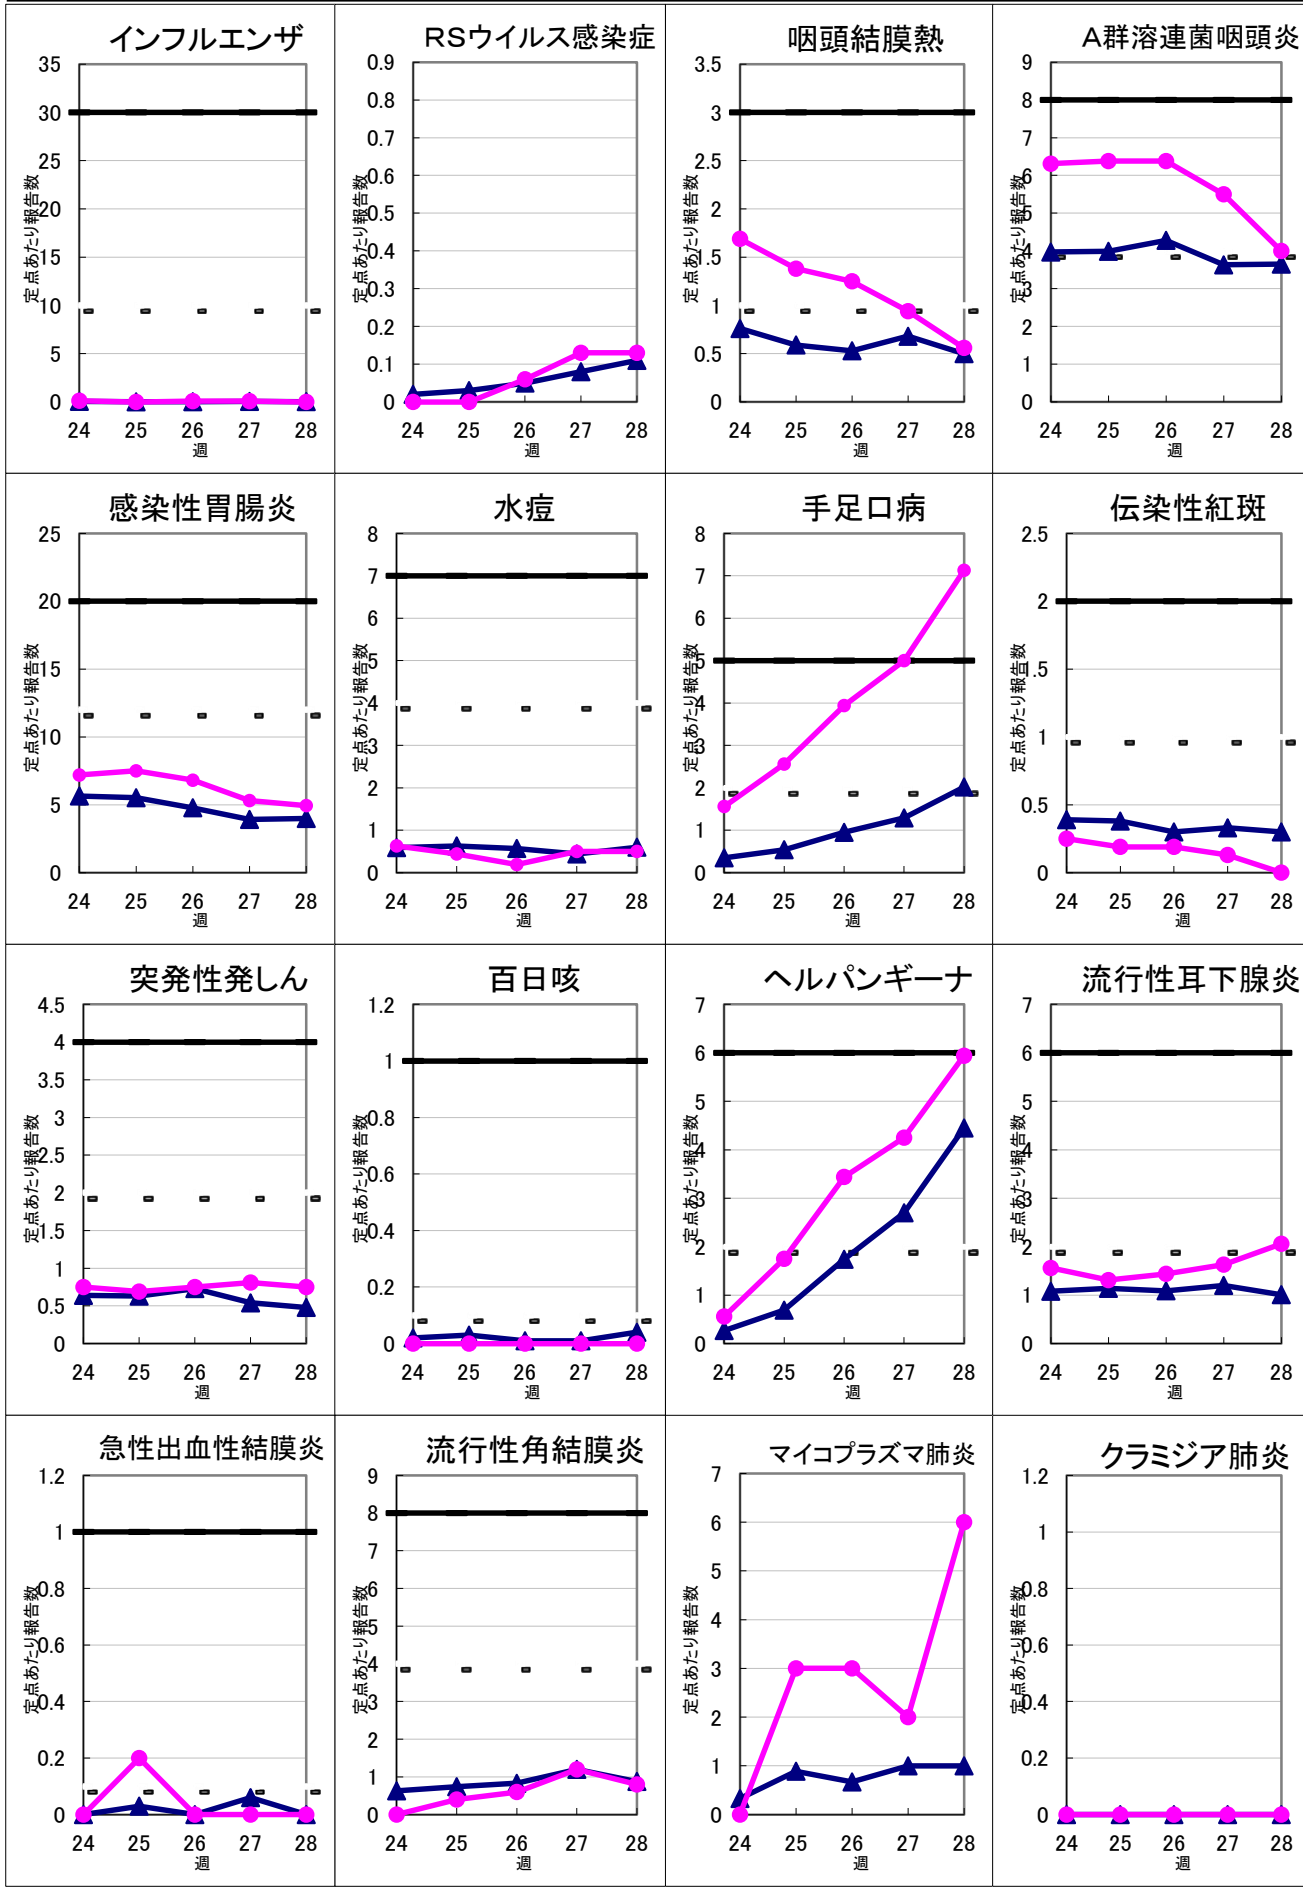 インフルエンザ
35
30
25
20
15
10
5
0
定点あたり報告数
24 25 26 27 28
週
RSウイルス感染症
0.9
0.8
0.7
0.6
0.5
0.4
0.3
0.2
0.1
0
定点あたり報告数
24 25 26 27 28
週
咽頭結膜熱
3.5
3
2.5
2
1.5
1
0.5
0
定点あたり報告数
24 25 26 27 28
週
A群溶連菌咽頭炎
9
8
7
6
5
4
3
2
1
0
定点あたり報告数
24 25 26 27 28
週
感染性胃腸炎
25
20
15
10
5
0
定点あたり報告数
24 25 26 27 28
週
水痘
8
7
6
5
4
3
2
1
0
定点あたり報告数
24 25 26 27 28
週
手足口病
8
7
6
5
4
3
2
1
0
定点あたり報告数
24 25 26 27 28
週
伝染性紅斑
2.5
2
1.5
1
0.5
0
定点あたり報告数
24 25 26 27 28
週
突発性発しん
4.5
4
3.5
3
2.5
2
1.5
1
0.5
0
定点あたり報告数
24 25 26 27 28
週
百日咳
1.2
1
0.8
0.6
0.4
0.2
0
定点あたり報告数
24 25 26 27 28
週
ヘルパンギーナ
7
6
5
4
3
2
1
0
定点あたり報告数
24 25 26 27 28
週
流行性耳下腺炎
7
6
5
4
3
2
1
0
定点あたり報告数
24 25 26 27 28
週
急性出血性結膜炎
1.2
1
0.8
0.6
0.4
0.2
0
定点あたり報告数
24 25 26 27 28
週
流行性角結膜炎
9
8
7
6
5
4
3
2
1
0
定点あたり報告数
24 25 26 27 28
週
マイコプラズマ肺炎
7
6
5
4
3
2
1
0
定点あたり報告数
24 25 26 27 28
週
クラミジア肺炎
1.2
1
0.8
0.6
0.4
0.2
0
定点あたり報告数
24 25 26 27 28
週